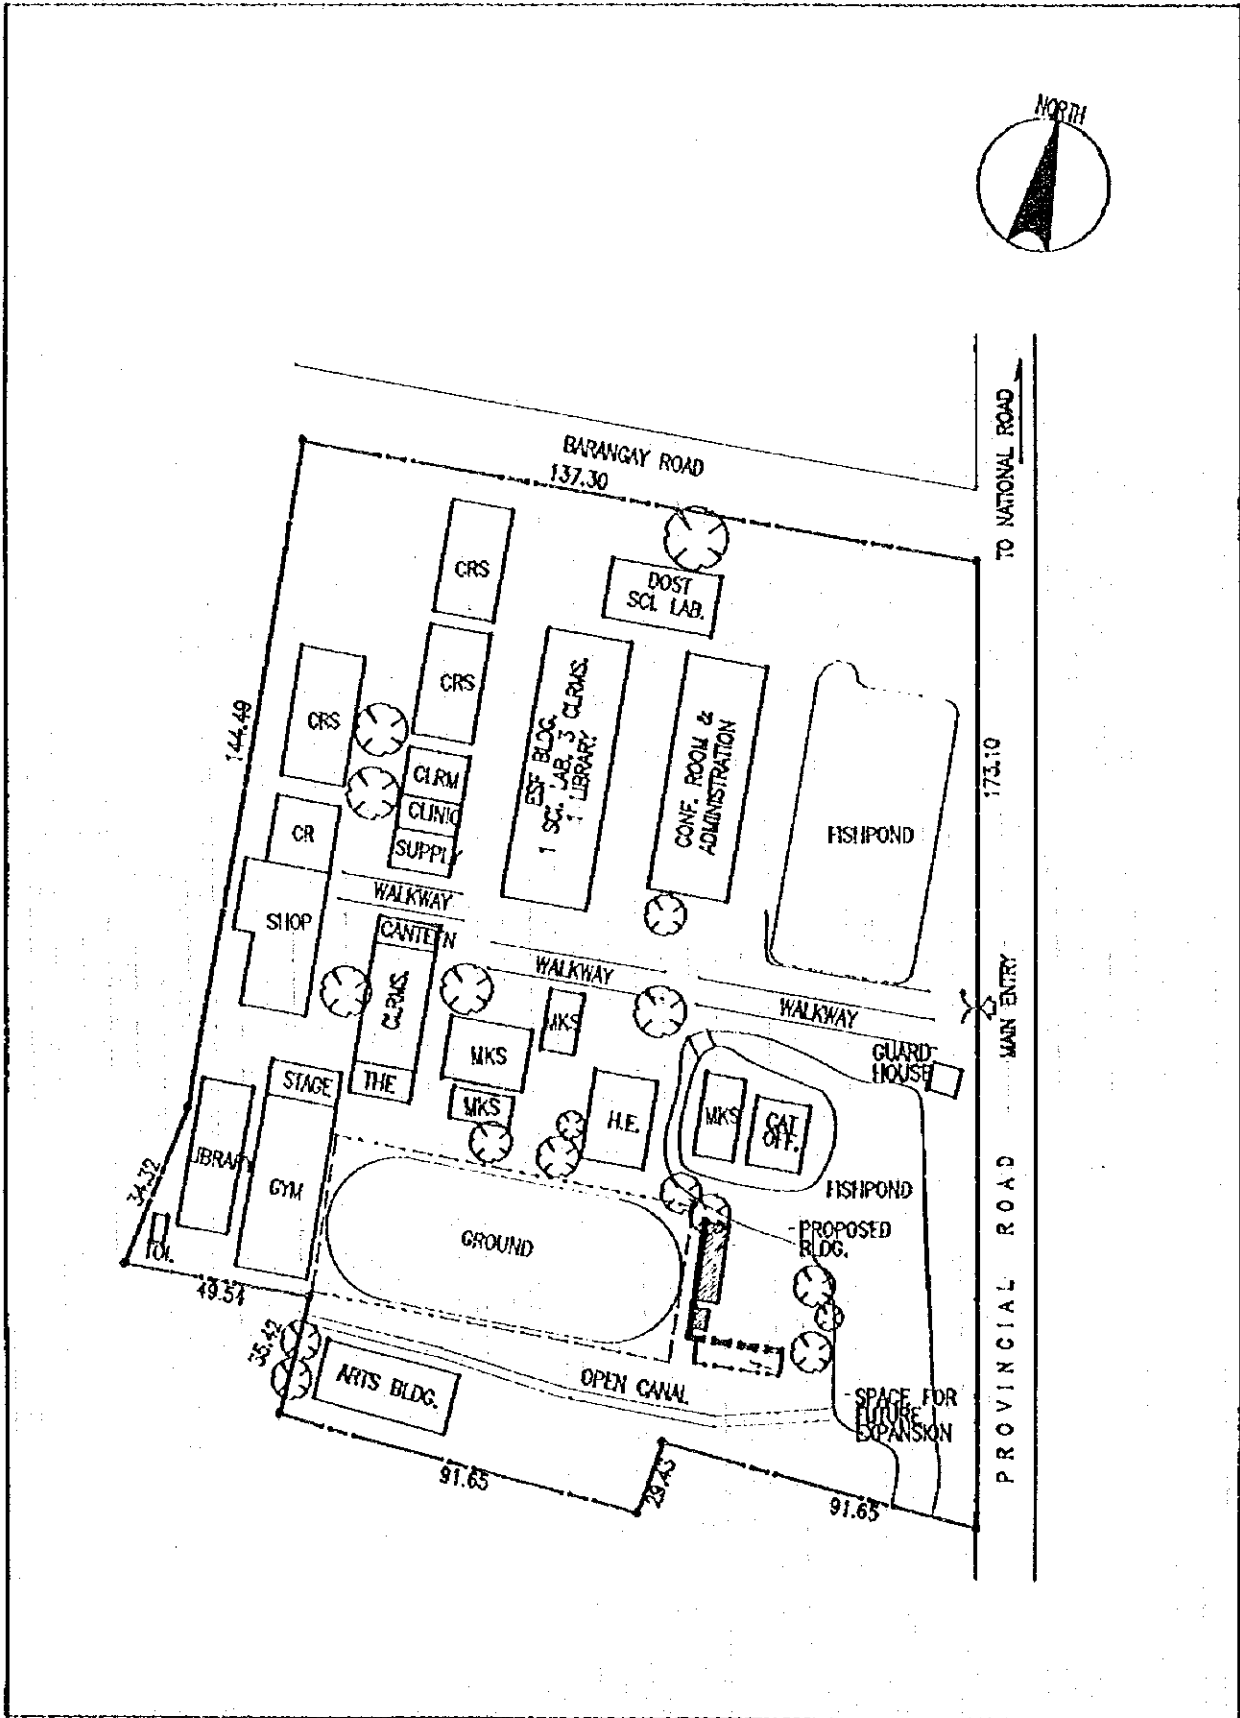 NORTH
TO NATIONAL ROAD
BARANGAY ROAD
137.30
CRS
DOST
SCI. LAB.
CRS
CRS
144.49
ESF BLDG.
1 SCI. LAB, 3 CLRMS.
1 LIBRARY
CONF. ROOM &
ADMINISTRATION
173.10
CLRM
CLINIC
SUPPLY
CR
FISHPOND
WALKWAY
SHOP
CANTEEN
WALKWAY
WALKWAY
MAIN ENTRY
CLRMS.
MKS
MKS
GUARD
HOUSE
STAGE
THE
MKS
H.E.
MKS
CAT
OFF.
LIBRARY
GYM
34.32
FISHPOND
GROUND
PROPOSED
BLDG.
TOI.
49.54
PROVINCIAL ROAD
35.42
ARTS BLDG.
OPEN CANAL
SPACE FOR
FUTURE
EXPANSION
91.65
29.43
91.65